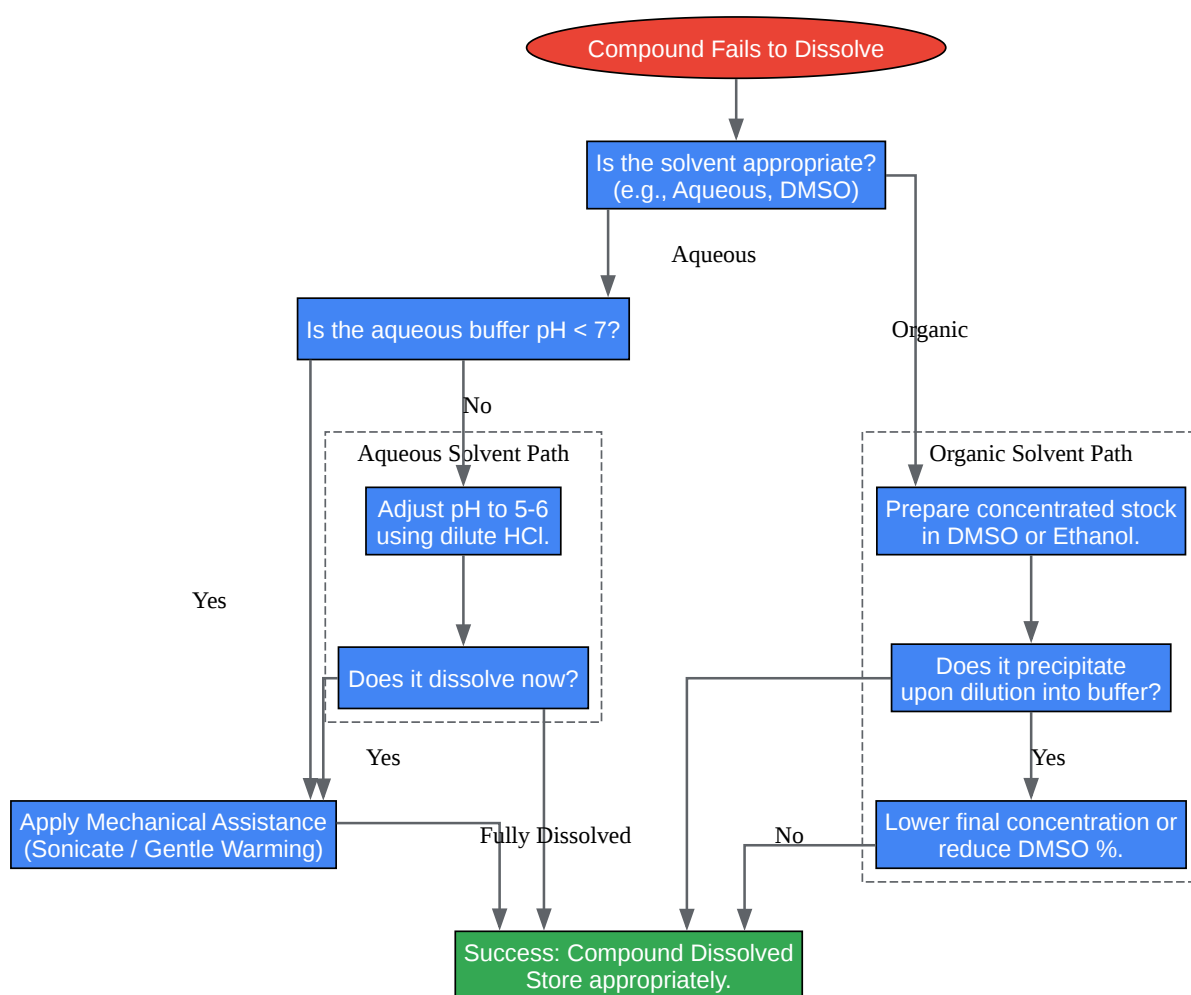 Compound Fails to Dissolve
Is the solvent appropriate?
(e.g., Aqueous, DMSO)
Aqueous
Is the aqueous buffer pH < 7?
Organic
No
Aqueous Solvent Path
Organic Solvent Path
Adjust pH to 5-6
using dilute HCl.
Prepare concentrated stock
in DMSO or Ethanol.
Yes
Does it dissolve now?
Does it precipitate
upon dilution into buffer?
Yes
Yes
Apply Mechanical Assistance
(Sonicate / Gentle Warming)
Fully Dissolved
No
Lower final concentration or
reduce DMSO %.
Success: Compound Dissolved
Store appropriately.